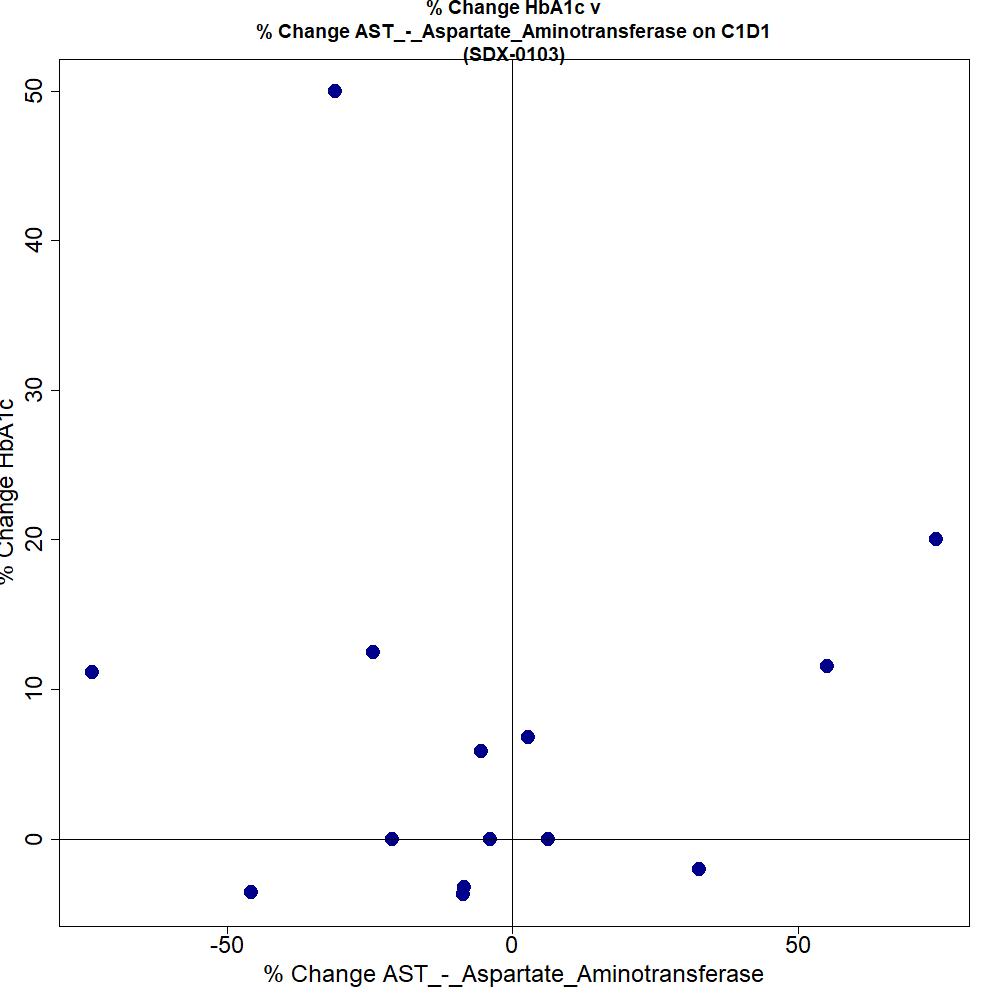 % Change HbA1c v
% Change AST_-_Aspartate_Aminotransferase on C1D1
(SDX-0103)
50
40
30
20
10
0
% Change HbA1c
-50
0
50
% Change AST_-_Aspartate_Aminotransferase